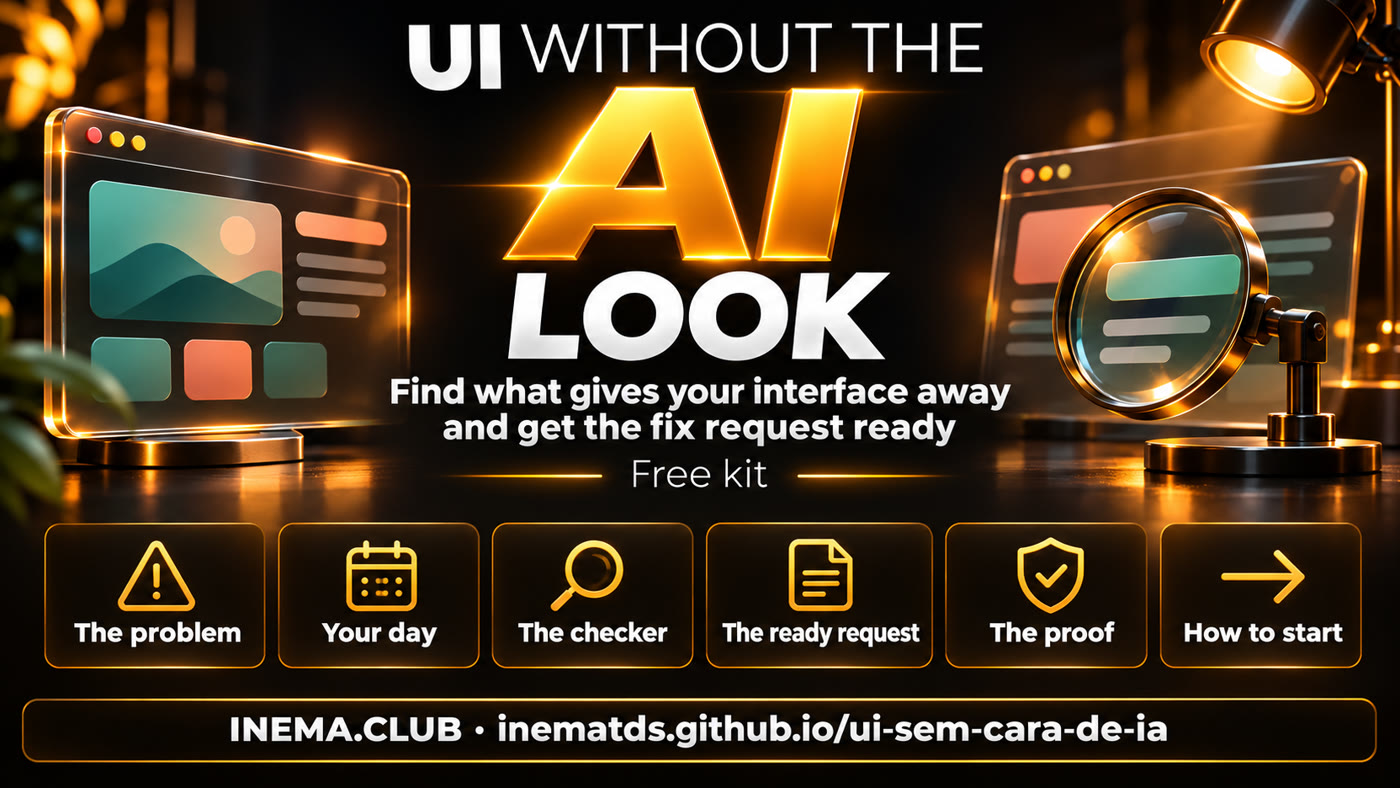 UI WITHOUT THE
AI
LOOK
Find what gives your interface away
and get the fix request ready
Free kit
The problem
Your day
The checker
The ready request
The proof
How to start
INEMA.CLUB • inematds.github.io/ui-sem-cara-de-ia